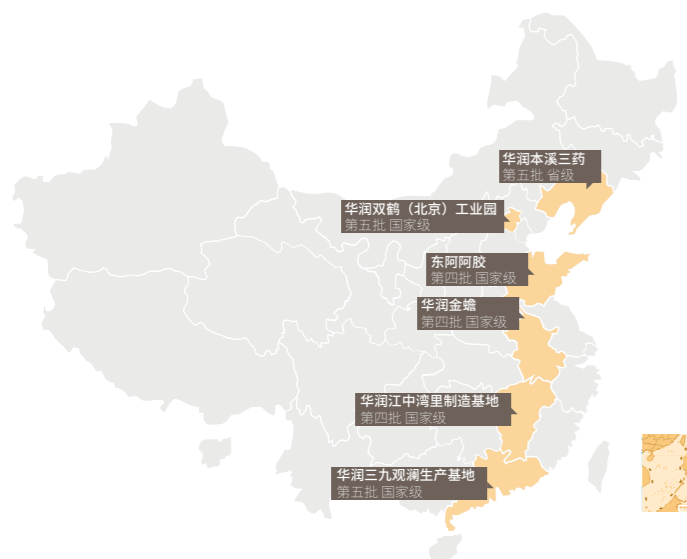 华润本溪三药
第五批 省级
华润双鹤（北京）工业园
第五批 国家级
东阿阿胶
第四批 国家级
华润金蟾
第四批 国家级
华润江中湾里制造基地
第四批 国家级
华润三九观澜生产基地
第五批 国家级